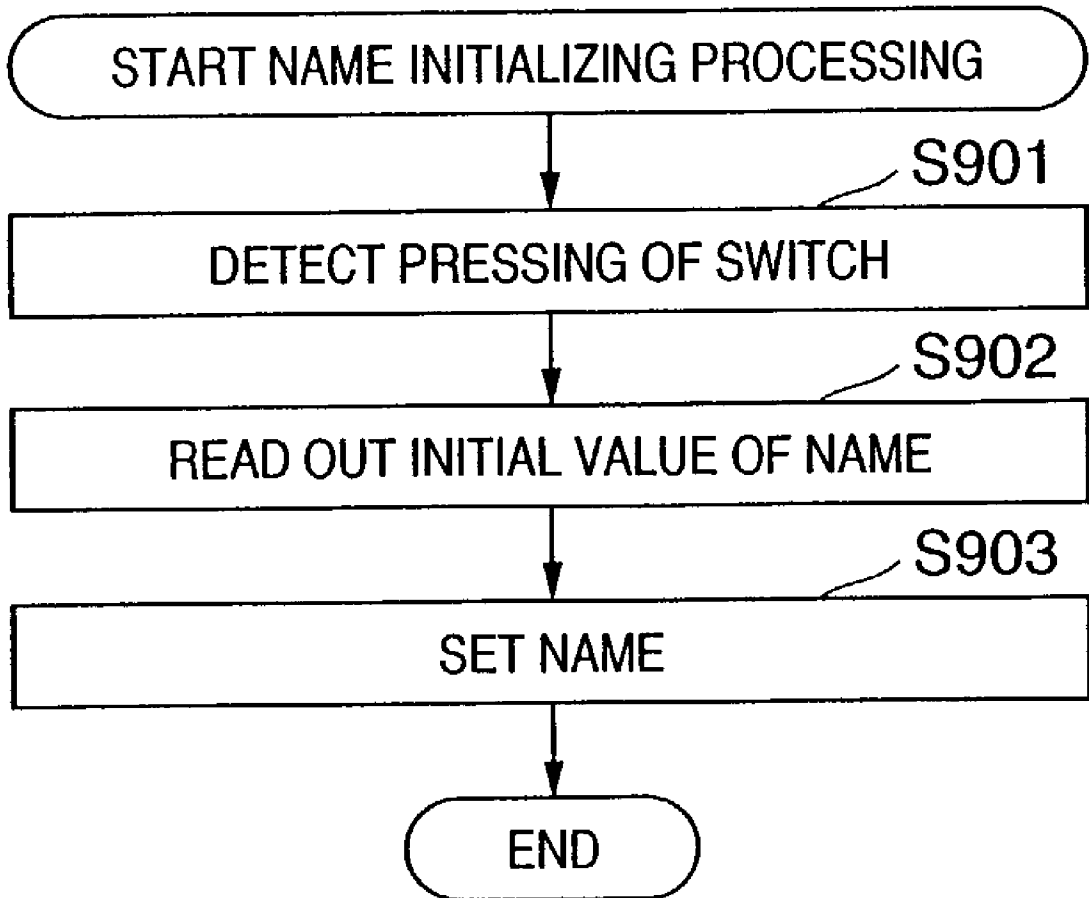 START NAME INITIALIZING PROCESSING
S901
DETECT PRESSING OF SWITCH
S902
READ OUT INITIAL VALUE OF NAME
S903
SET NAME
END